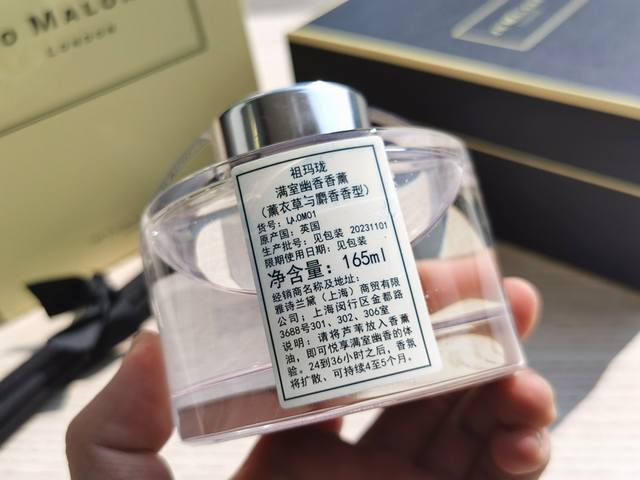 O MALON
LONDON
祖玛珑
满室幽香香薰
（薰衣草与麝香香型）
货号：LA0M01
原产国：英国
生产批号：见包装 20231101
限期使用日期：见包装
净含量：165ml
经销商名称及地址：
雅诗兰黛（上海）商贸有限
公司；上海闵行区金都路
3688号301、302、306室
说明：请将芦苇放入香薰
油，即可悦享满室幽香的体
验。24到36小时之后，香氛
将扩散、可持续4至5个月。